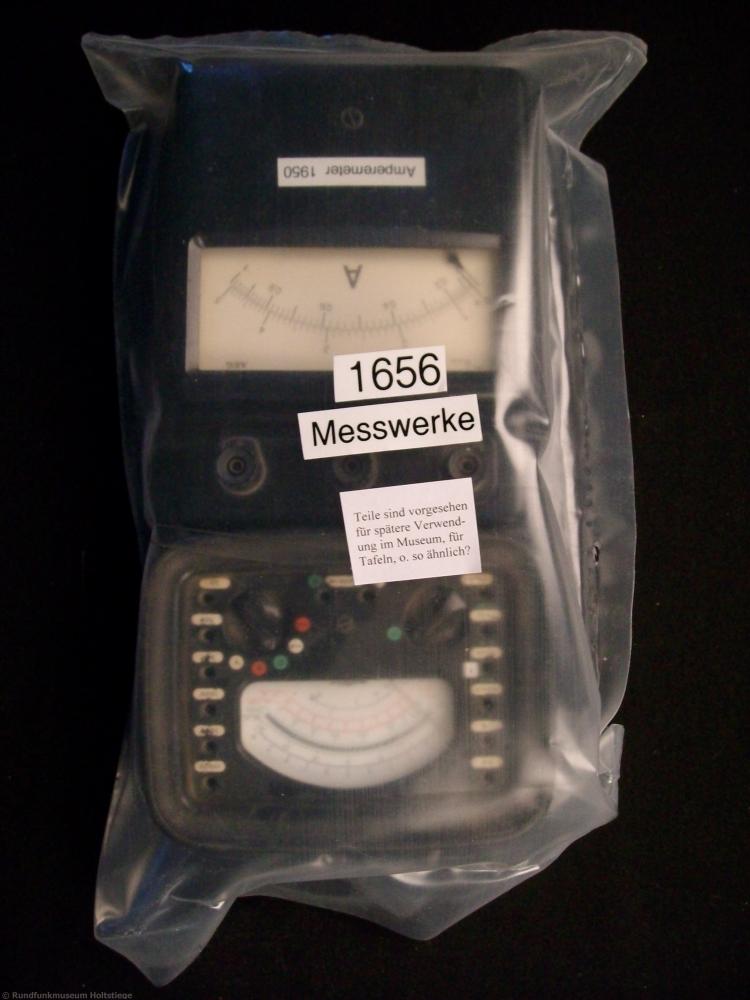 Amperemeter 1950
A
AEG
1656
Messwerke
Teile sind vorgesehen
für spätere Verwend-
ung im Museum, für
Tafeln, o. so ähnlich?
© Rundfunkmuseum Holtstiege